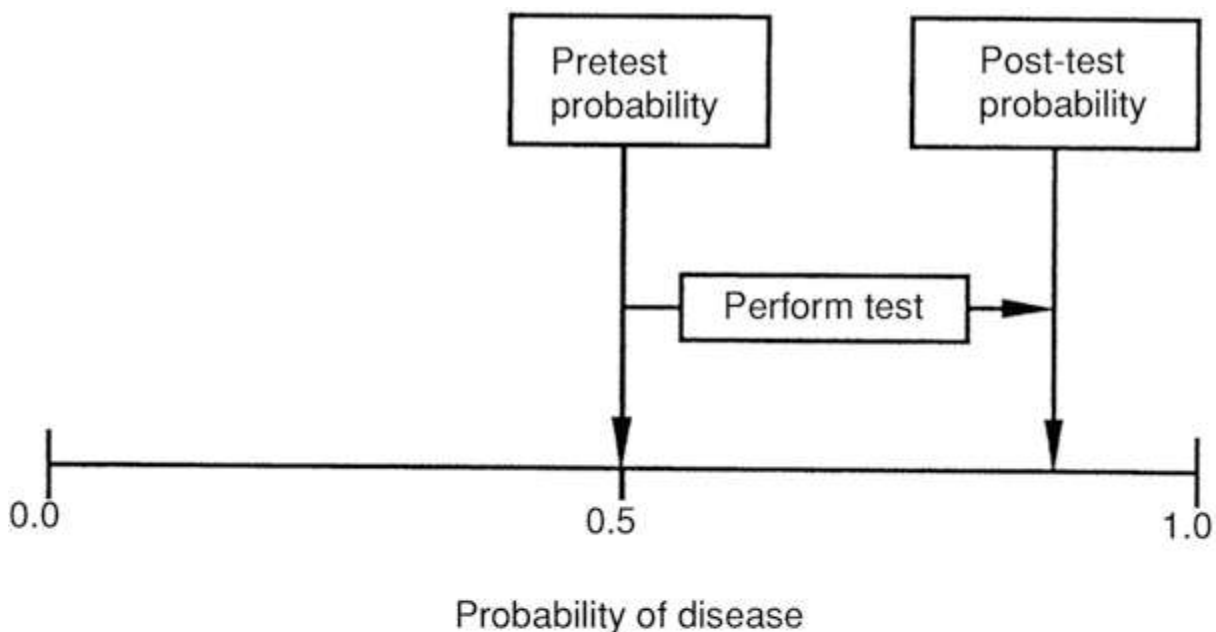 Pretest
probability
Post-test
probability
Perform test
0.0
0.5
1.0
Probability of disease